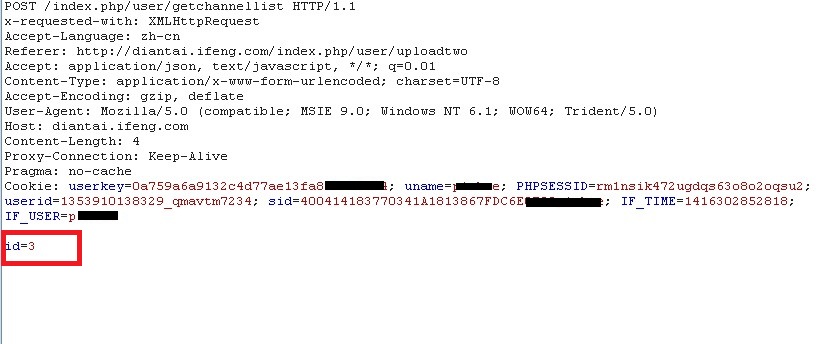 POST /index.php/user/getchannellist HTTP/1.1
x-requested-with: XMLHttpRequest
Accept-Language: zh-cn
Referer: http://diantai.ifeng.com/index.php/user/uploadtwo
Accept: application/json, text/javascript, */*; q=0.01
Content-Type: application/x-www-form-urlencoded; charset=UTF-8
Accept-Encoding: gzip, deflate
User-Agent: Mozilla/5.0 (compatible; MSIE 9.0; Windows NT 6.1; WOW64; Trident/5.0)
Host: diantai.ifeng.com
Content-Length: 4
Proxy-Connection: Keep-Alive
Pragma: no-cache
Cookie: userkey=0a759a6a9132c4d77ae13fa8 4; uname=p e; PHPSESSID=rm1nsik472ugdqs63o8o2oqsu2;
userid=1353910138329_qmavtm7234; sid=400414183770341A1813867FDC6E e; IF_TIME=1416302852818;
IF_USER=p
id=3